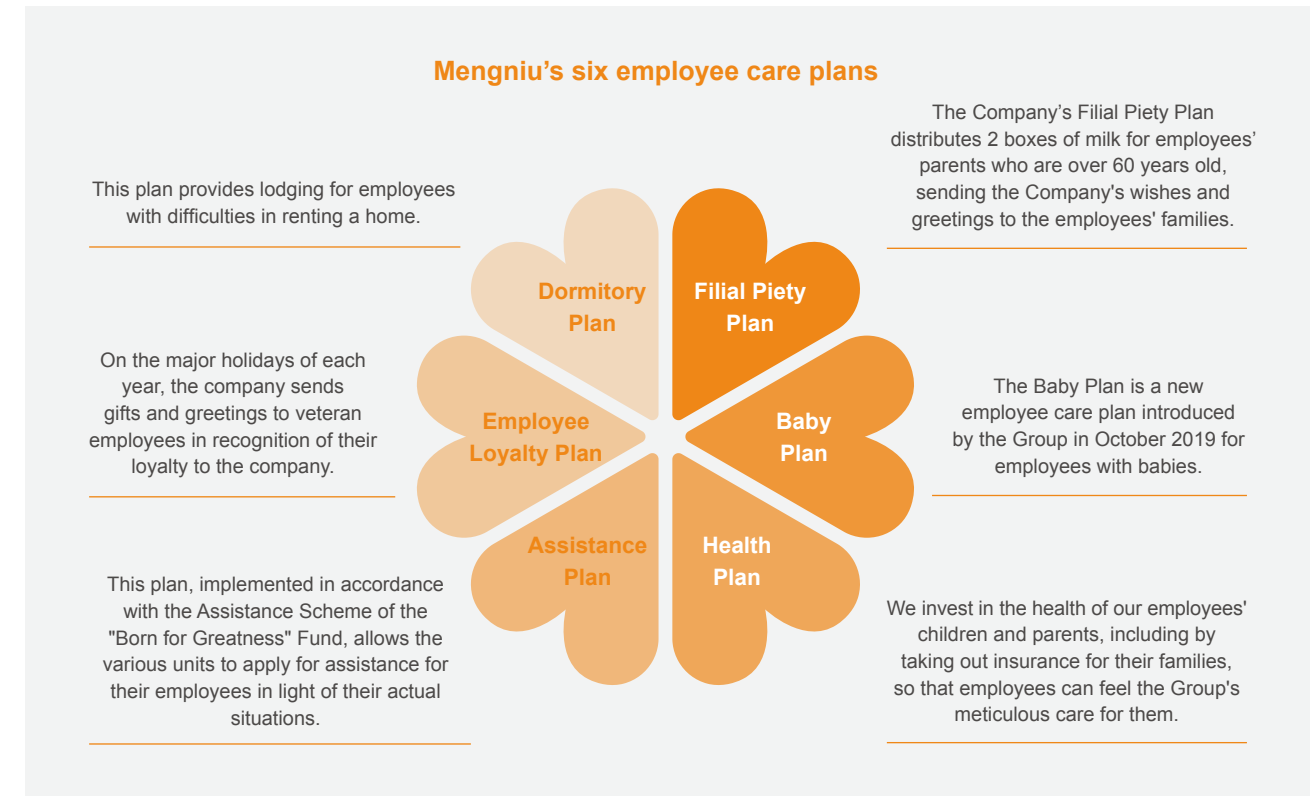 Mengniu’s six employee care plans
The Company’s Filial Piety Plan
distributes 2 boxes of milk for employees’
parents who are over 60 years old,
sending the Company's wishes and
greetings to the employees' families.
This plan provides lodging for employees
with difficulties in renting a home.
Dormitory
Plan
Filial Piety
Plan
On the major holidays of each
year, the company sends
gifts and greetings to veteran
employees in recognition of their
loyalty to the company.
Employee
Loyalty Plan
Baby
Plan
The Baby Plan is a new
employee care plan introduced
by the Group in October 2019 for
employees with babies.
Assistance
Plan
Health
Plan
This plan, implemented in accordance
with the Assistance Scheme of the
"Born for Greatness" Fund, allows the
various units to apply for assistance for
their employees in light of their actual
situations.
We invest in the health of our employees'
children and parents, including by
taking out insurance for their families,
so that employees can feel the Group's
meticulous care for them.